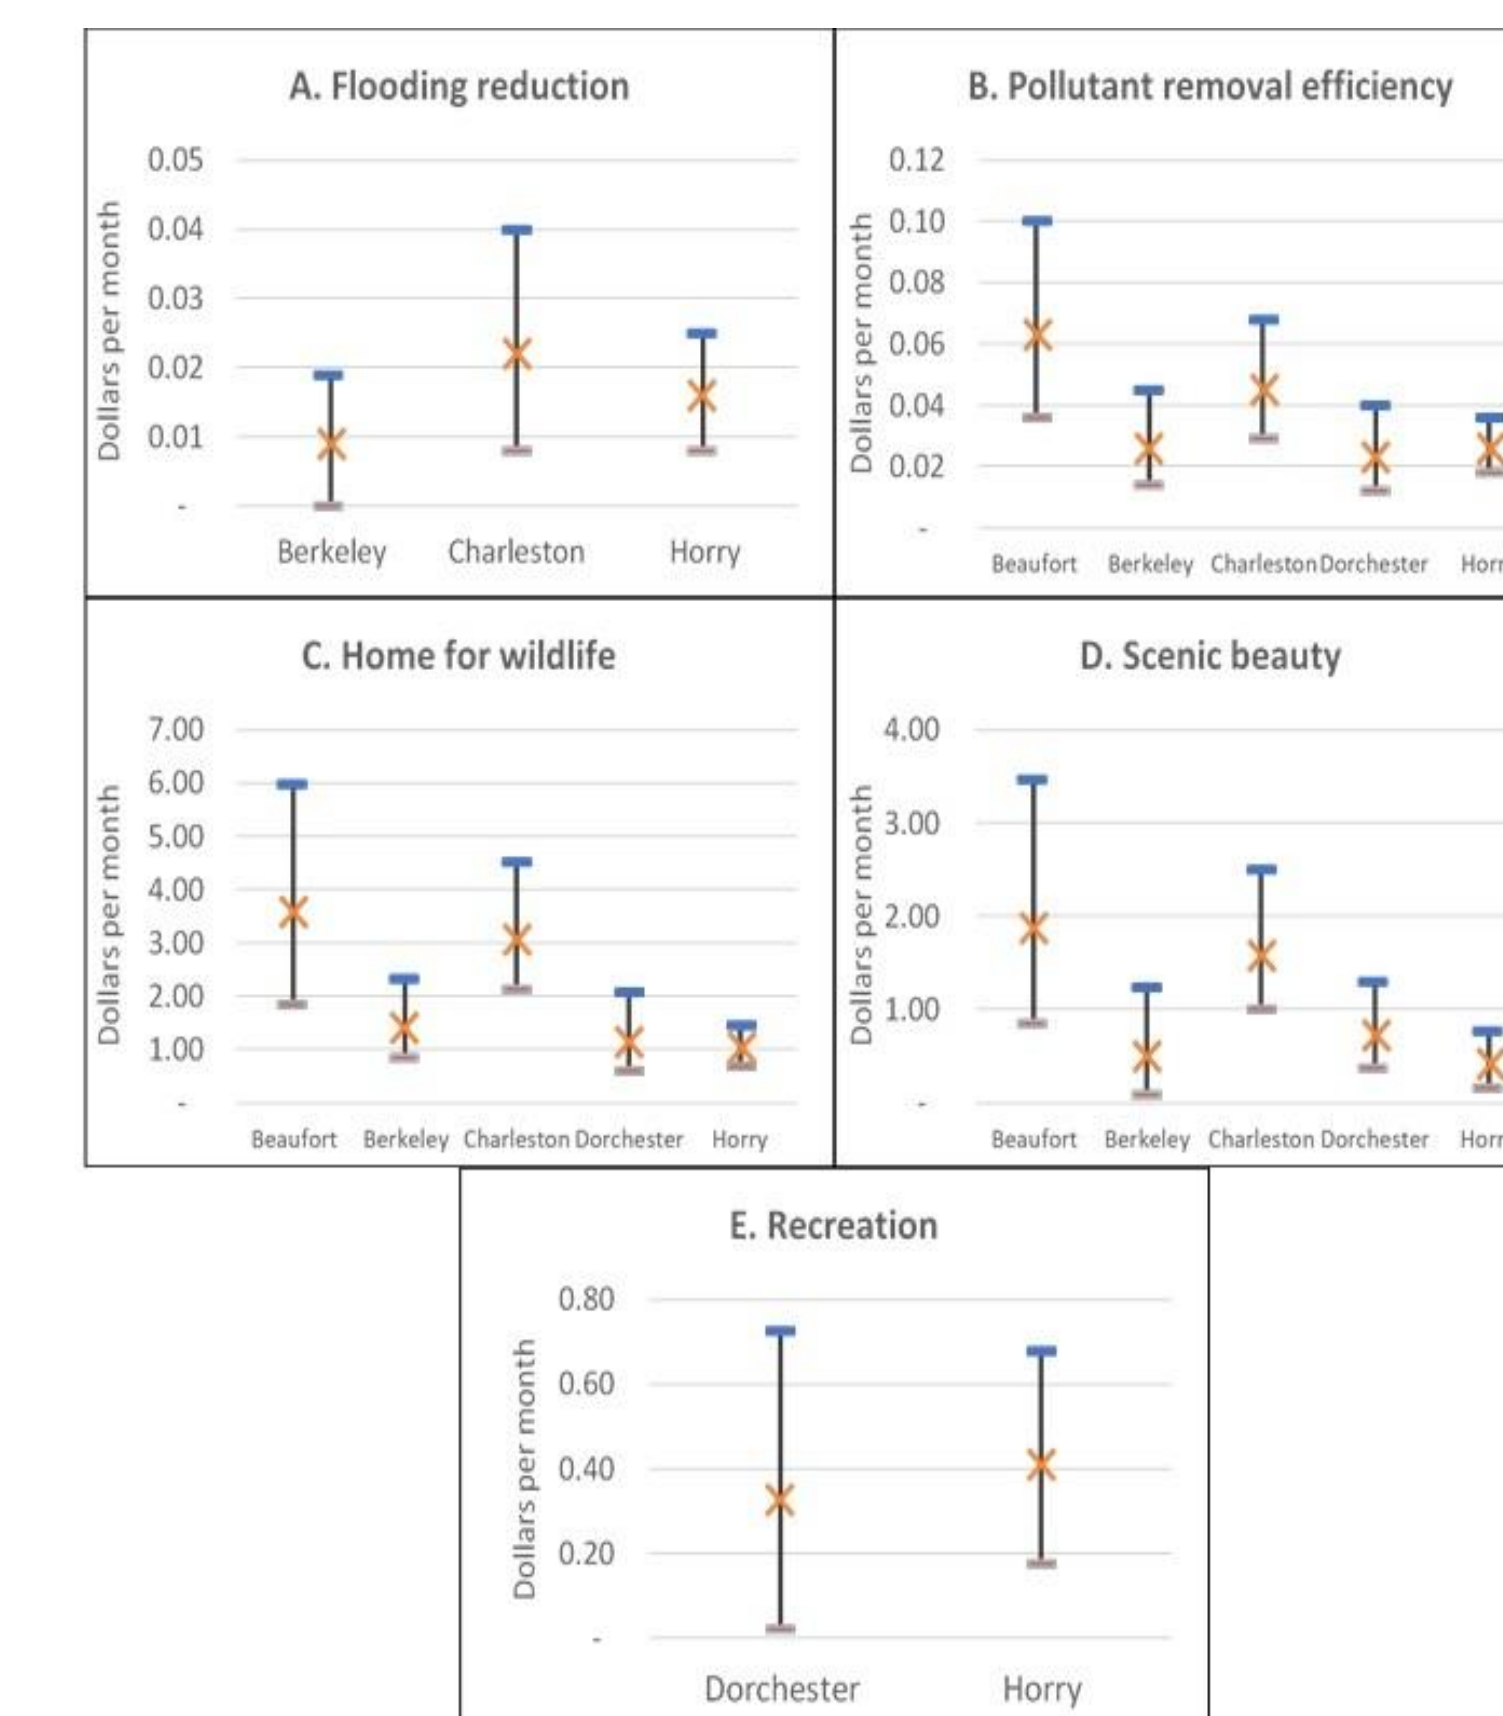 A. Flooding reduction
Dollars per month
0.05
0.04
0.03
0.02
0.01
-
Berkeley Charleston Horry
B. Pollutant removal efficiency
Dollars per month
0.12
0.10
0.08
0.06
0.04
0.02
-
Beaufort Berkeley Charleston Dorchester Horr
C. Home for wildlife
Dollars per month
7.00
6.00
5.00
4.00
3.00
2.00
1.00
-
Beaufort Berkeley Charleston Dorchester Horry
D. Scenic beauty
Dollars per month
4.00
3.00
2.00
1.00
-
Beaufort Berkeley Charleston Dorchester Horr
E. Recreation
Dollars per month
0.80
0.60
0.40
0.20
-
Dorchester Horry